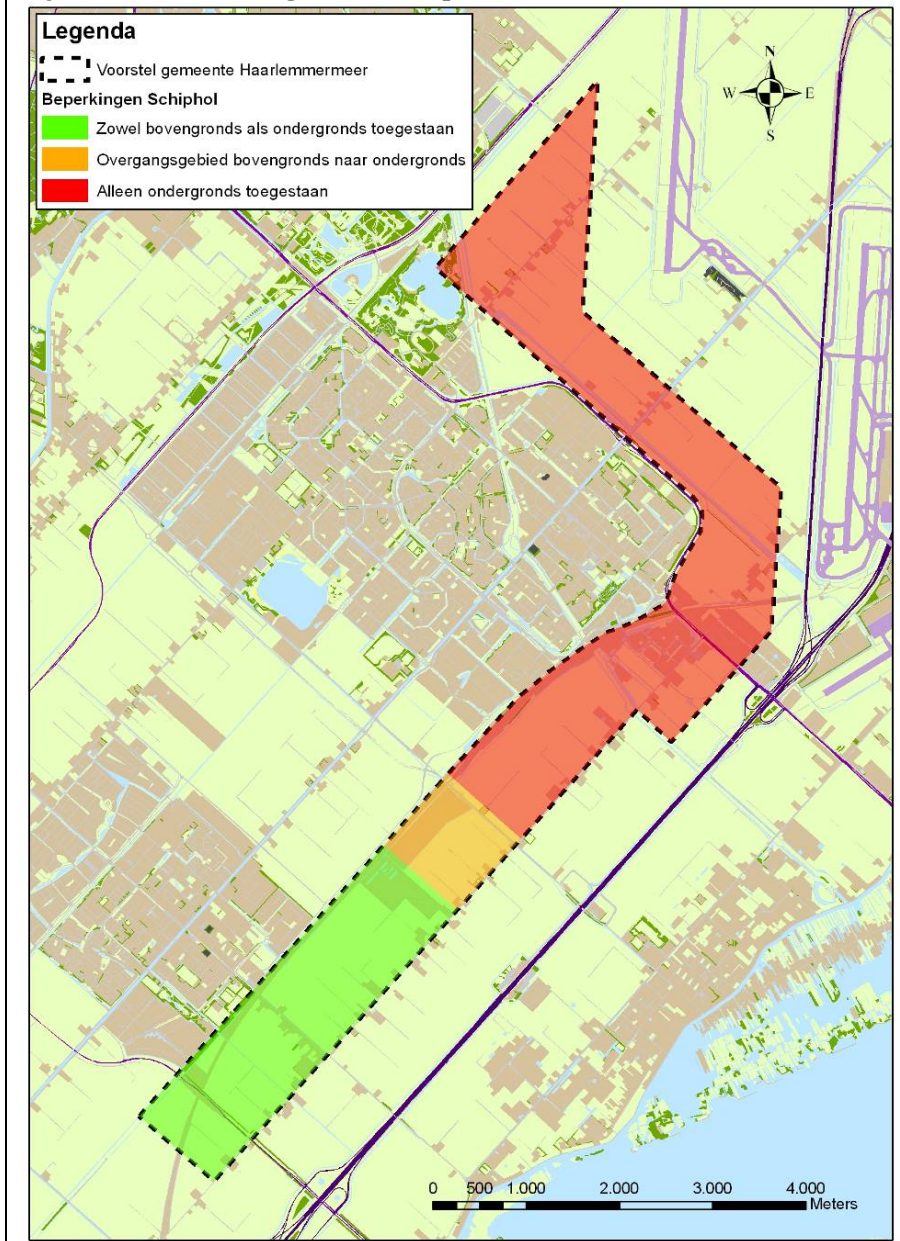 Legenda
Voorstel gemeente Haarlemmermeer
Beperkingen Schiphol
Zowel bovengronds als ondergronds toegestaan
Overgangsgebied bovengronds naar ondergronds
Alleen ondergronds toegestaan
N
W E
S
0 500 1.000 2.000 3.000 4.000
Meters